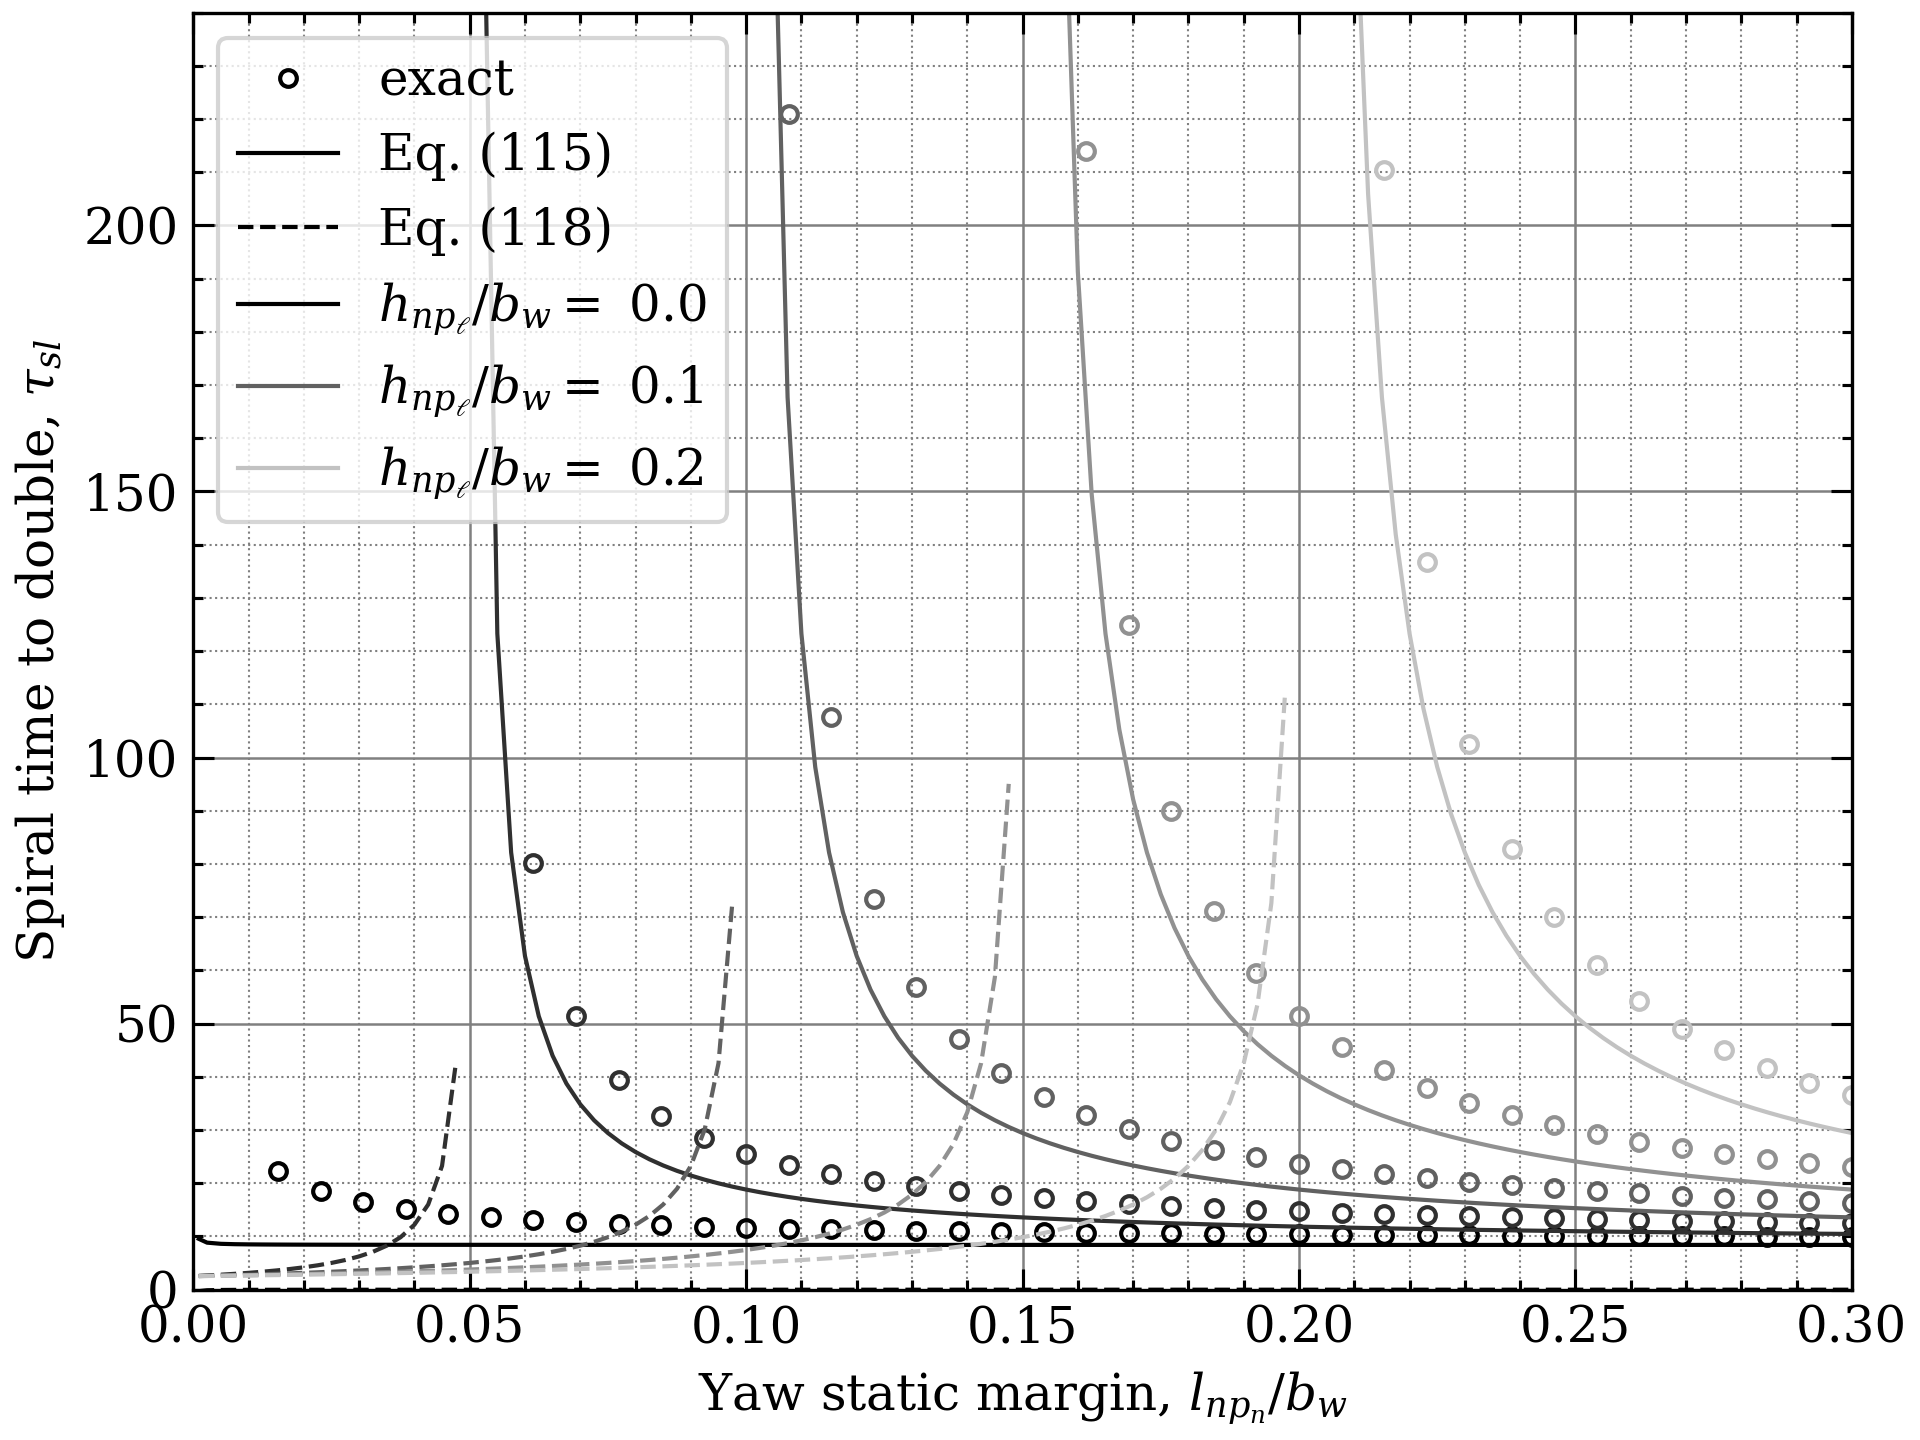 exact
Eq. (115)
Eq. (118)
h_{np_ℓ}/b_w = 0.0
h_{np_ℓ}/b_w = 0.1
h_{np_ℓ}/b_w = 0.2
200
150
100
50
0
Spiral time to double, τ_{sl}
0.00 0.05 0.10 0.15 0.20 0.25 0.30
Yaw static margin, l_{np_n}/b_w